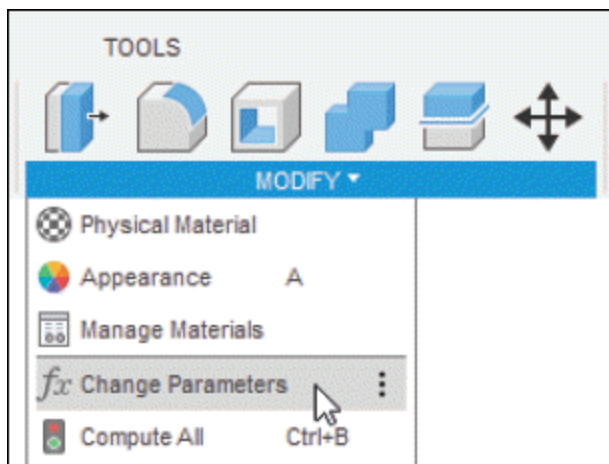 TOOLS
MODIFY
Physical Material
Appearance A
Manage Materials
fx Change Parameters
Compute All Ctrl+B